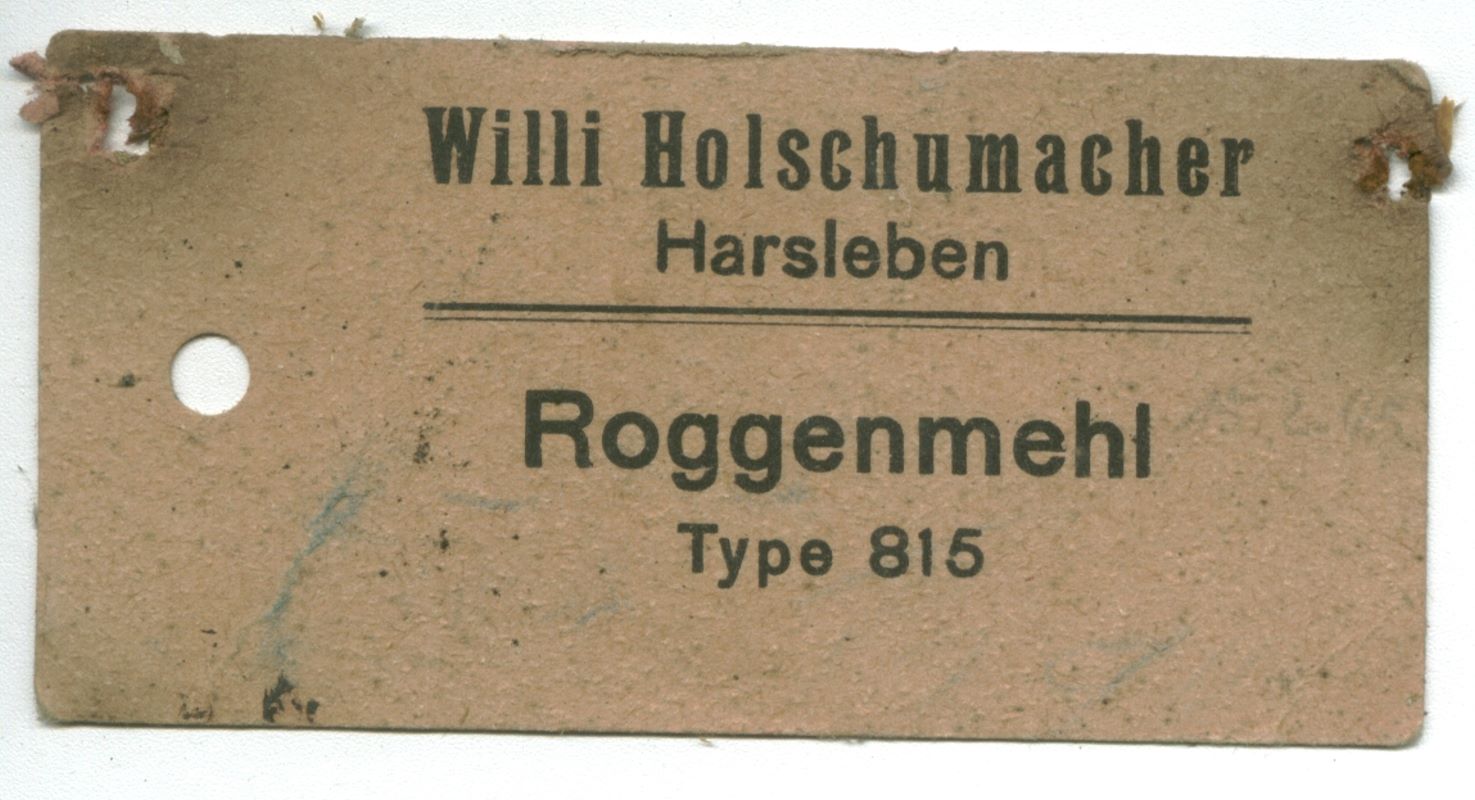 Willi Holschumacher
Harsleben
Roggenmehl
Type 815